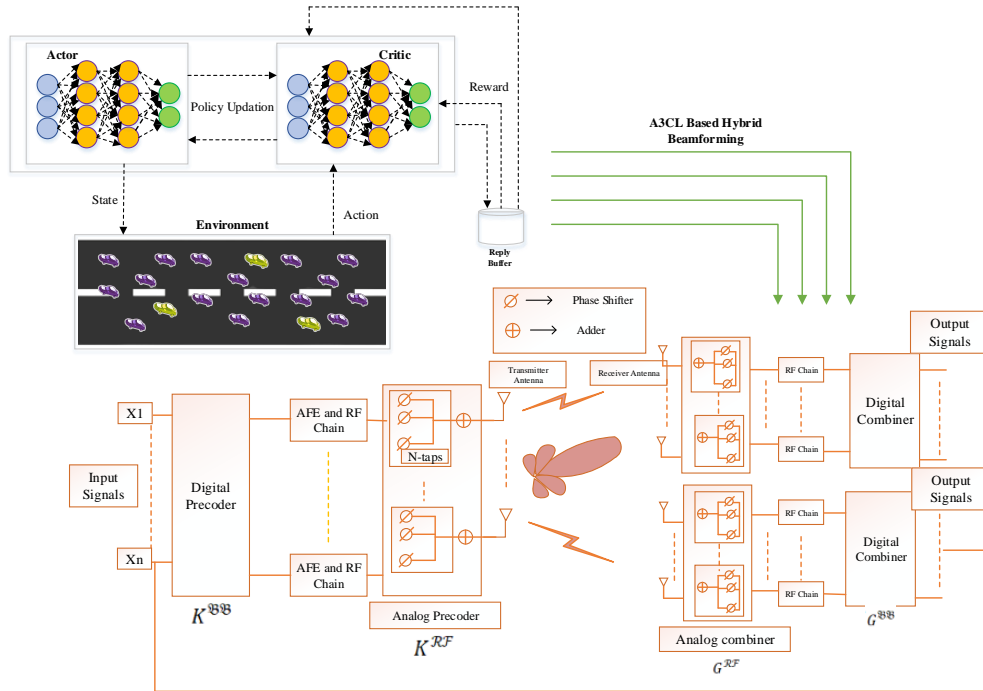 Actor
Critic
Policy Updation
Reward
State
Action
Environment
Reply
Buffer
A3CL Based Hybrid
Beamforming
Phase Shifter
Adder
Transmitter
Antenna
Receiver Antenna
Output
Signals
X1
AFE and RF
Chain
N-taps
RF Chain
RF Chain
Digital
Combiner
Input
Signals
Digital
Precoder
Output
Signals
Xn
AFE and RF
Chain
RF Chain
RF Chain
Digital
Combiner
K^𝔅𝔅
Analog Precoder
K^ℛℱ
Analog combiner
G^ℛℱ
G^𝔅𝔅